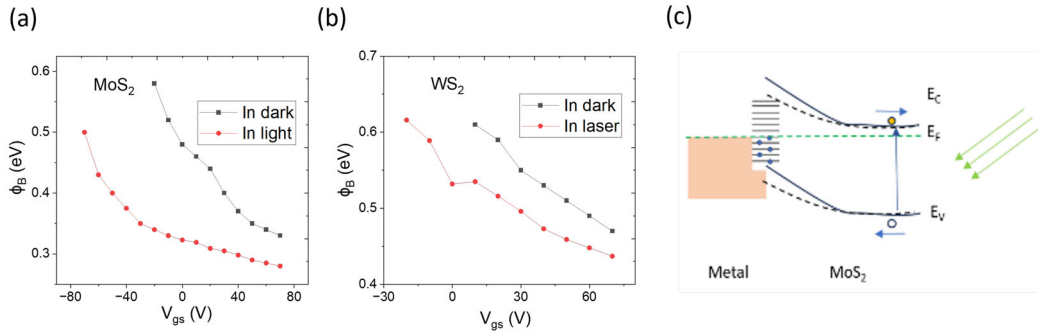 (a)
MoS₂
In dark
In light
ϕB (eV)
0.6
0.5
0.4
0.3
−80 −40 0 40 80
Vgs (V)
(b)
WS₂
In dark
In laser
ϕB (eV)
0.7
0.6
0.5
0.4
−30 0 30 60
Vgs (V)
(c)
EC
EF
EV
Metal
MoS₂